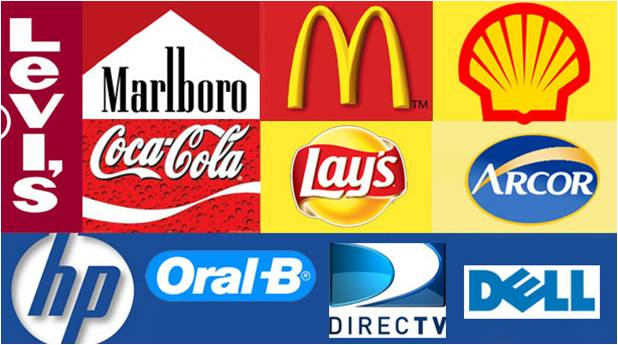 Levi's
Marlboro
M
TM
Coca-Cola
Lay's
ARCOR
hp
Oral-B®
DIRECTV
DELL